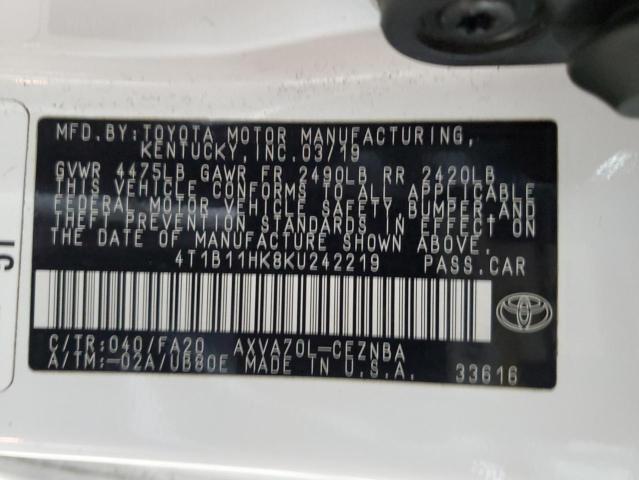 MFD. BY: TOYOTA MOTOR MANUFACTURING,
KENTUCKY, INC. 03/19
GVWR 4475LB GAWR FR 2490LB RR 2420LB
THIS VEHICLE CONFORMS TO ALL APPLICABLE
FEDERAL MOTOR VEHICLE SAFETY, BUMPER, AND
THEFT PREVENTION STANDARDS IN EFFECT ON
THE DATE OF MANUFACTURE SHOWN ABOVE.
4T1B11HK8KU242219 PASS.CAR
C/TR:040/FA20 AXVA70L-CEZNBA
A/TM:-02A/UB80E MADE IN U.S.A. 33616